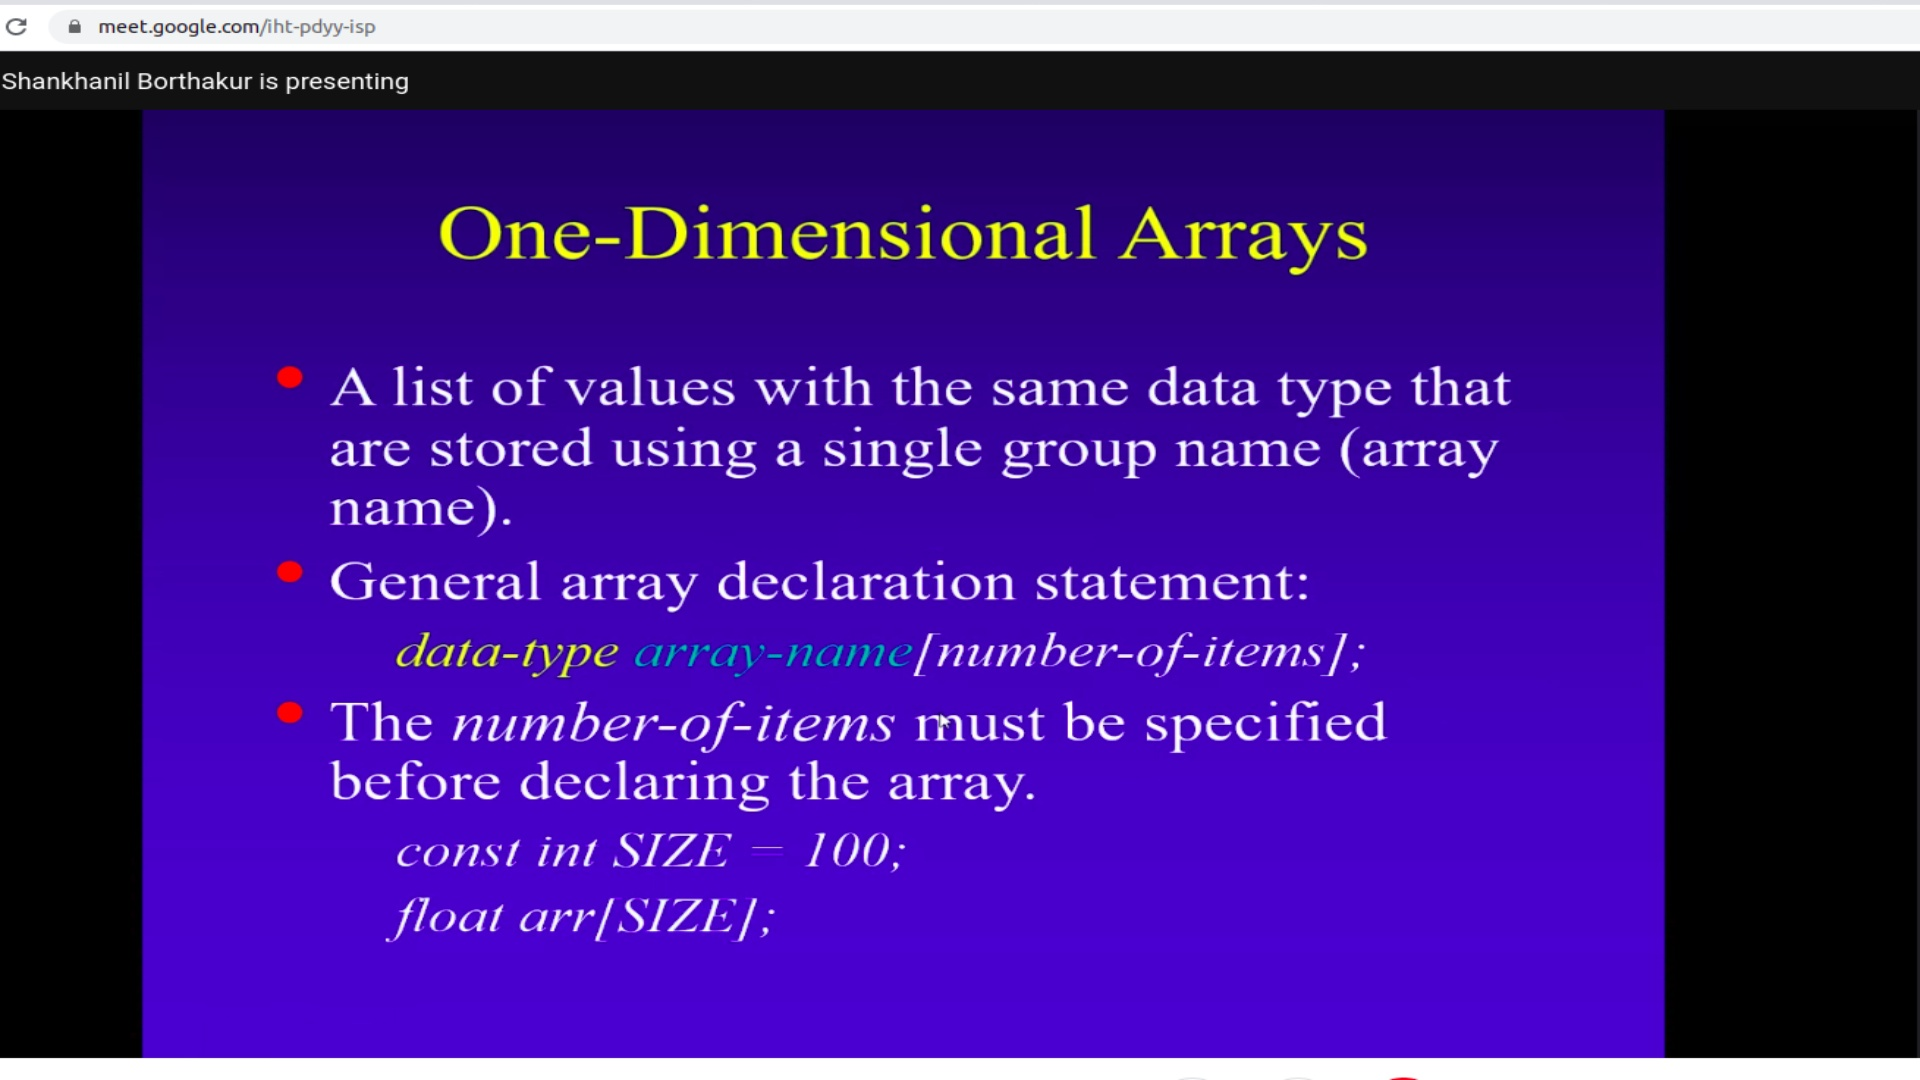 meet.google.com/iht-pdyy-isp
Shankhanil Borthakur is presenting
One-Dimensional Arrays
A list of values with the same data type that
are stored using a single group name (array
name).
General array declaration statement:
data-type array-name[number-of-items];
The number-of-items must be specified
before declaring the array.
const int SIZE = 100;
float arr[SIZE];